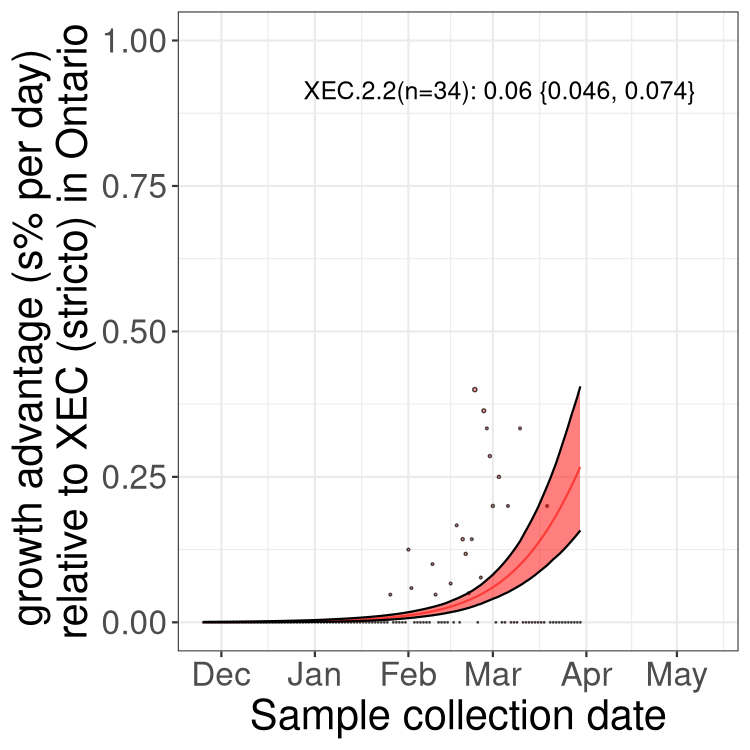 growth advantage (s% per day)
relative to XEC (stricto) in Ontario
1.00
0.75
0.50
0.25
0.00
XEC.2.2(n=34): 0.06 {0.046, 0.074}
Dec Jan Feb Mar Apr May
Sample collection date